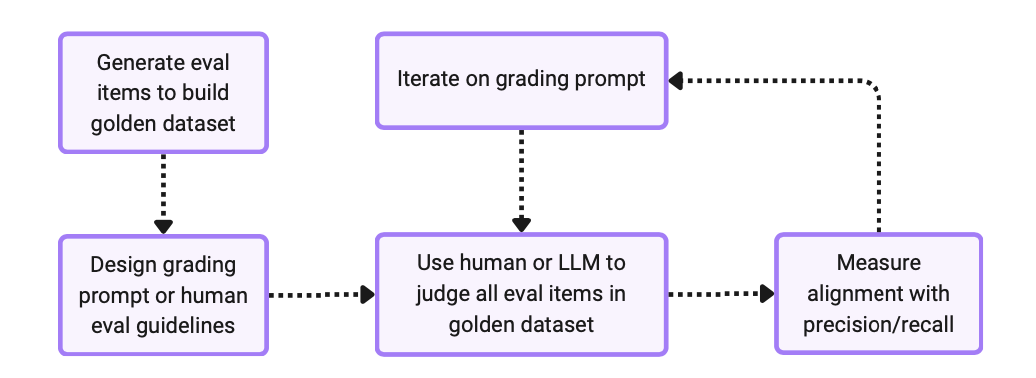 Generate eval
items to build
golden dataset
Iterate on grading prompt
Design grading
prompt or human
eval guidelines
Use human or LLM to
judge all eval items in
golden dataset
Measure
alignment with
precision/recall